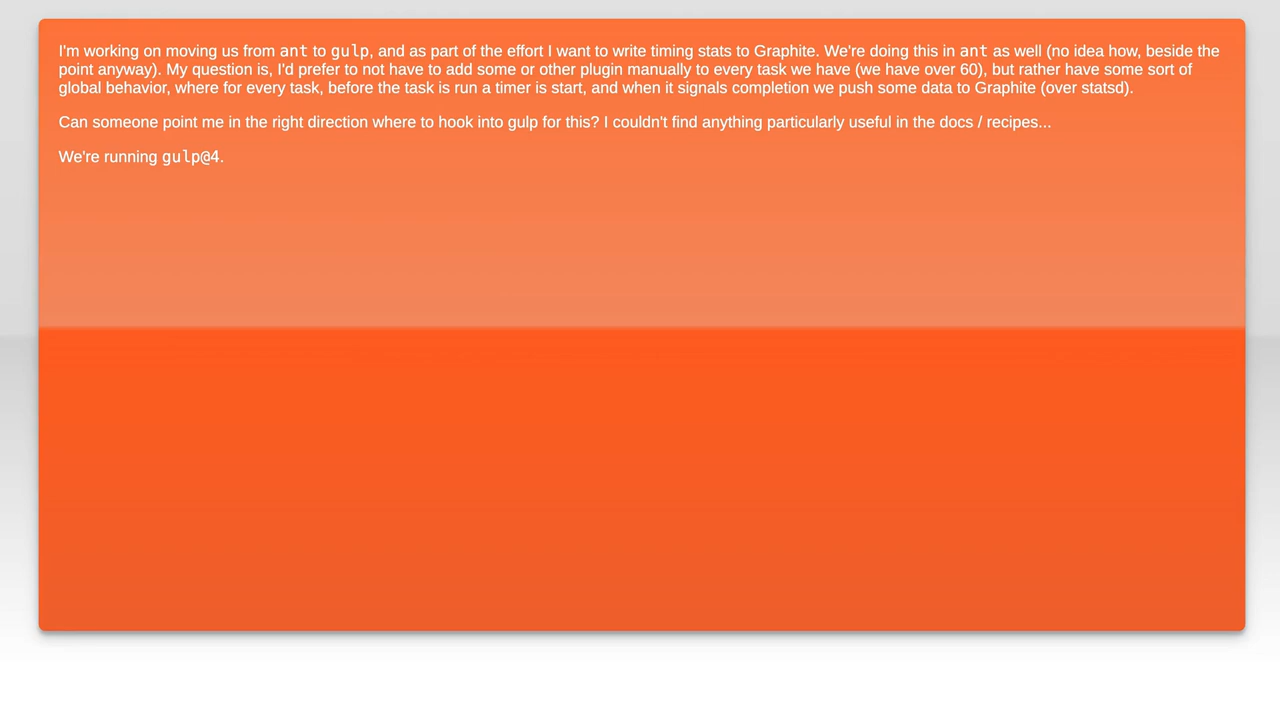 I'm working on moving us from ant to gulp, and as part of the effort I want to write timing stats to Graphite. We're doing this in ant as well (no idea how, beside the
point anyway). My question is, I'd prefer to not have to add some or other plugin manually to every task we have (we have over 60), but rather have some sort of
global behavior, where for every task, before the task is run a timer is start, and when it signals completion we push some data to Graphite (over statsd).
Can someone point me in the right direction where to hook into gulp for this? I couldn't find anything particularly useful in the docs / recipes...
We're running gulp@4.